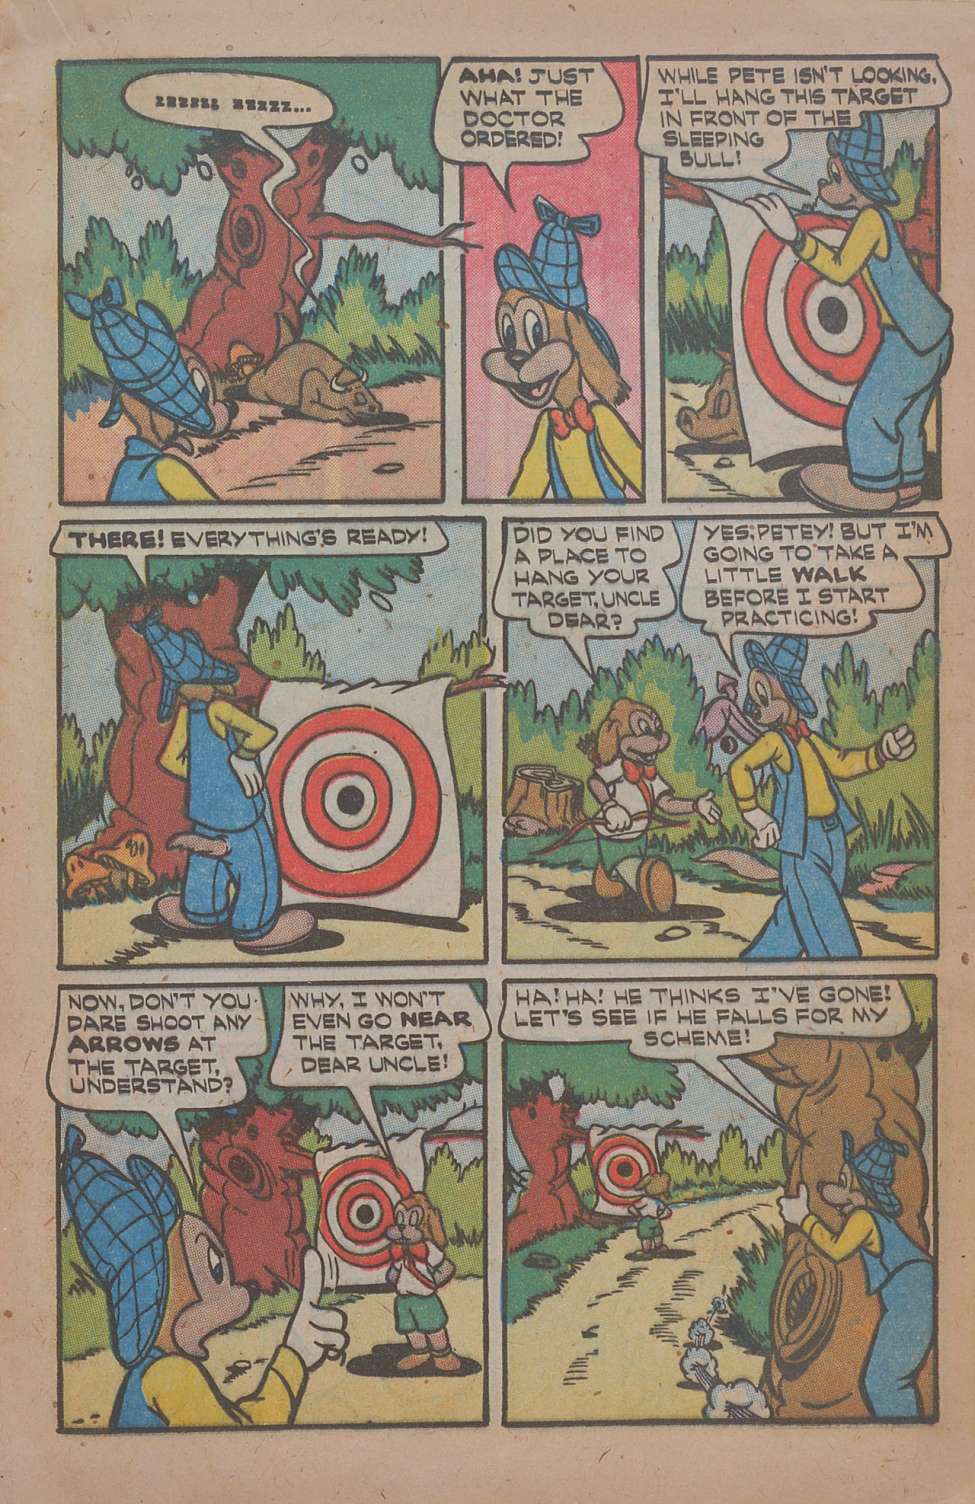 ZZZZZZ ZZZZZ...
AHA! JUST
WHAT THE
DOCTOR
ORDERED!
WHILE PETE ISN'T LOOKING,
I'LL HANG THIS TARGET
IN FRONT OF THE
SLEEPING
BULL!
THERE! EVERYTHING'S READY!
DID YOU FIND
A PLACE TO
HANG YOUR
TARGET, UNCLE
DEAR?
YES, PETEY! BUT I'M
GOING TO TAKE A
LITTLE WALK
BEFORE I START
PRACTICING!
NOW, DON'T YOU
DARE SHOOT ANY
ARROWS AT
THE TARGET,
UNDERSTAND?
WHY, I WON'T
EVEN GO NEAR
THE TARGET,
DEAR UNCLE!
HA! HA! HE THINKS I'VE GONE!
LET'S SEE IF HE FALLS FOR MY
SCHEME!